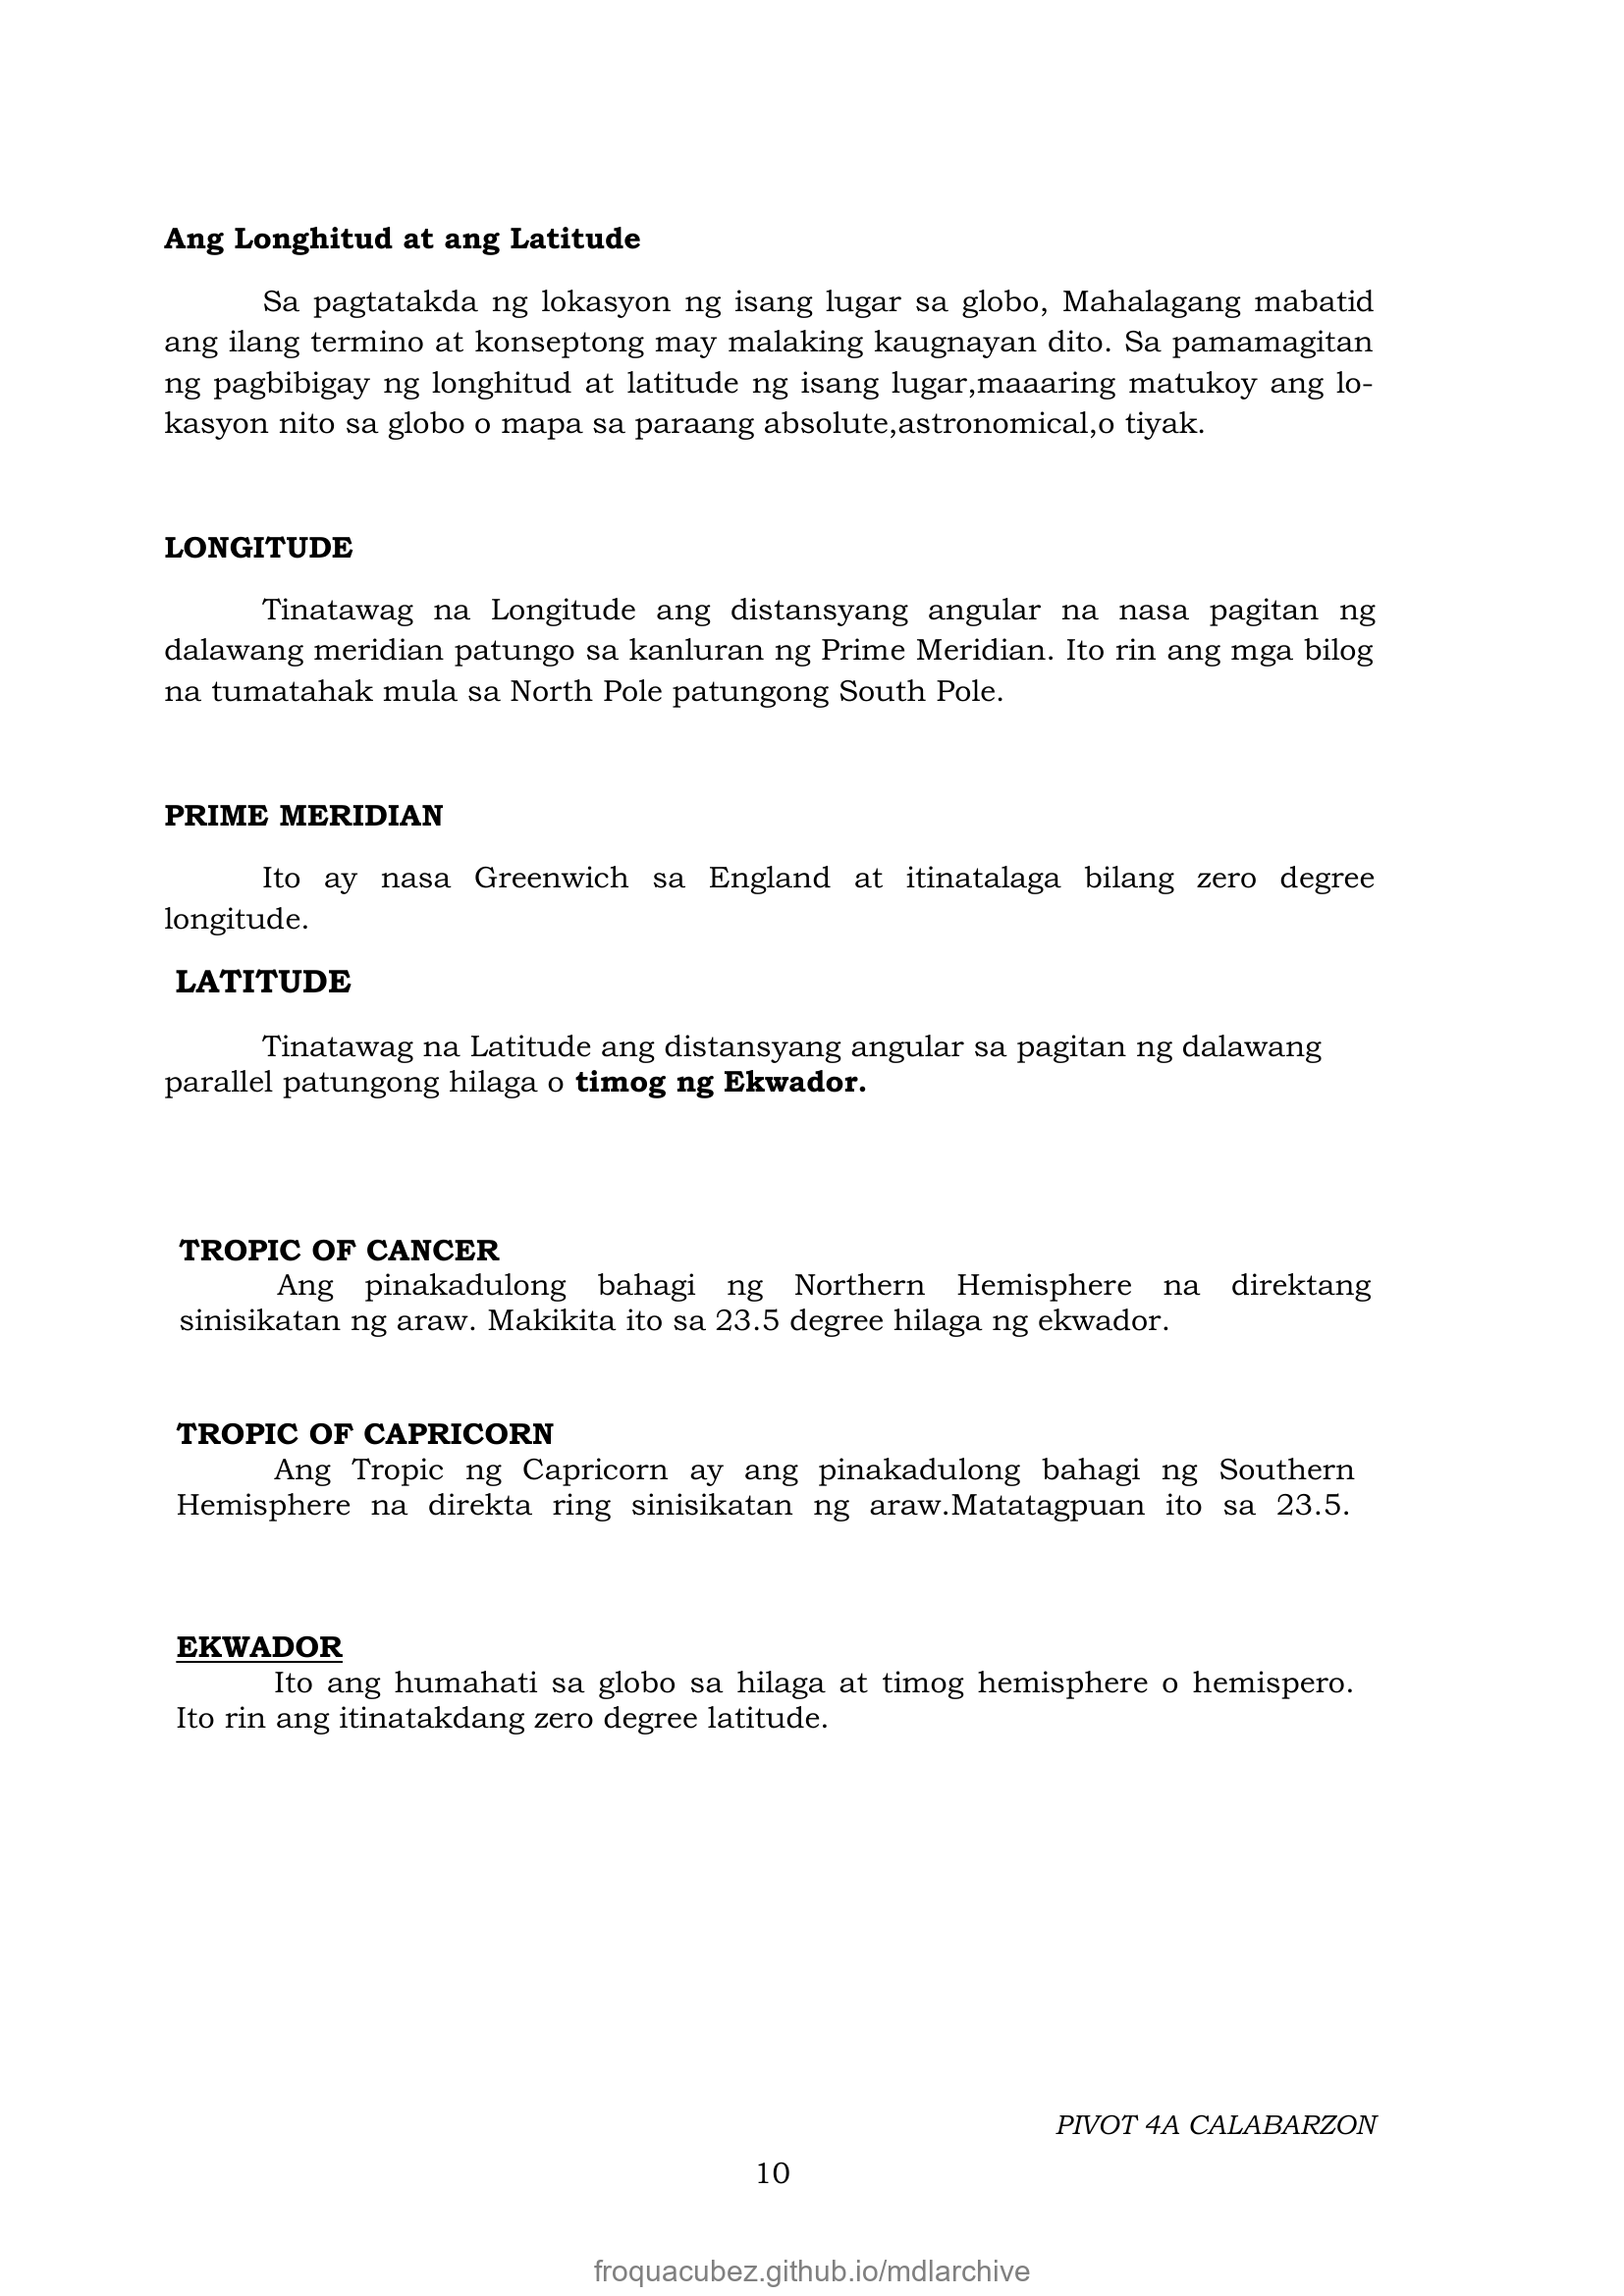 Ang Longhitud at ang Latitude
Sa pagtatakda ng lokasyon ng isang lugar sa globo, Mahalagang mabatid
ang ilang termino at konseptong may malaking kaugnayan dito. Sa pamamagitan
ng pagbibigay ng longhitud at latitude ng isang lugar,maaaring matukoy ang lo-
kasyon nito sa globo o mapa sa paraang absolute,astronomical,o tiyak.
LONGITUDE
Tinatawag na Longitude ang distansyang angular na nasa pagitan ng
dalawang meridian patungo sa kanluran ng Prime Meridian. Ito rin ang mga bilog
na tumatahak mula sa North Pole patungong South Pole.
PRIME MERIDIAN
Ito ay nasa Greenwich sa England at itinatalaga bilang zero degree
longitude.
LATITUDE
Tinatawag na Latitude ang distansyang angular sa pagitan ng dalawang
parallel patungong hilaga o timog ng Ekwador.
TROPIC OF CANCER
Ang pinakadulong bahagi ng Northern Hemisphere na direktang
sinisikatan ng araw. Makikita ito sa 23.5 degree hilaga ng ekwador.
TROPIC OF CAPRICORN
Ang Tropic ng Capricorn ay ang pinakadulong bahagi ng Southern
Hemisphere na direkta ring sinisikatan ng araw.Matatagpuan ito sa 23.5.
EKWADOR
Ito ang humahati sa globo sa hilaga at timog hemisphere o hemispero.
Ito rin ang itinatakdang zero degree latitude.
PIVOT 4A CALABARZON
10
froquacubez.github.io/mdlarchive